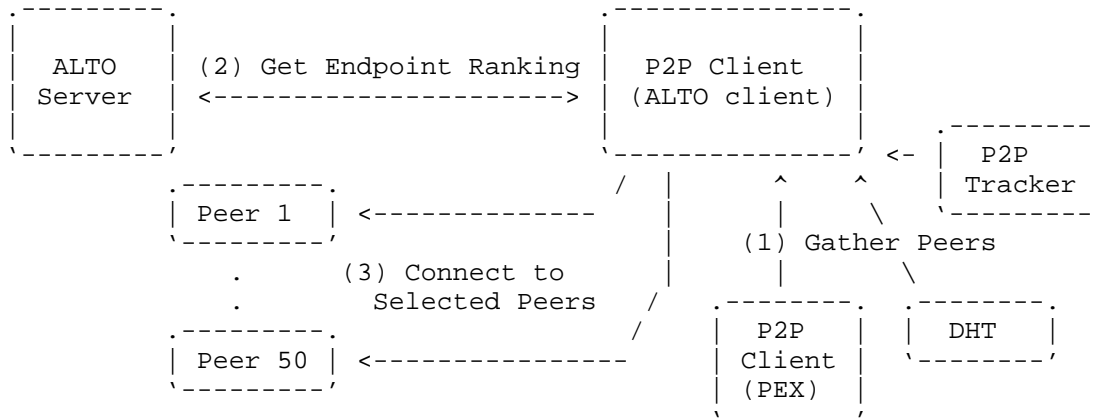 ALTO (2) Get Endpoint Ranking P2P Client
Server <----------------------> (ALTO client)
<- P2P
Tracker
Peer 1 <--------------
(1) Gather Peers
. (3) Connect to
. Selected Peers
P2P DHT
Peer 50 <---------------- Client
(PEX)